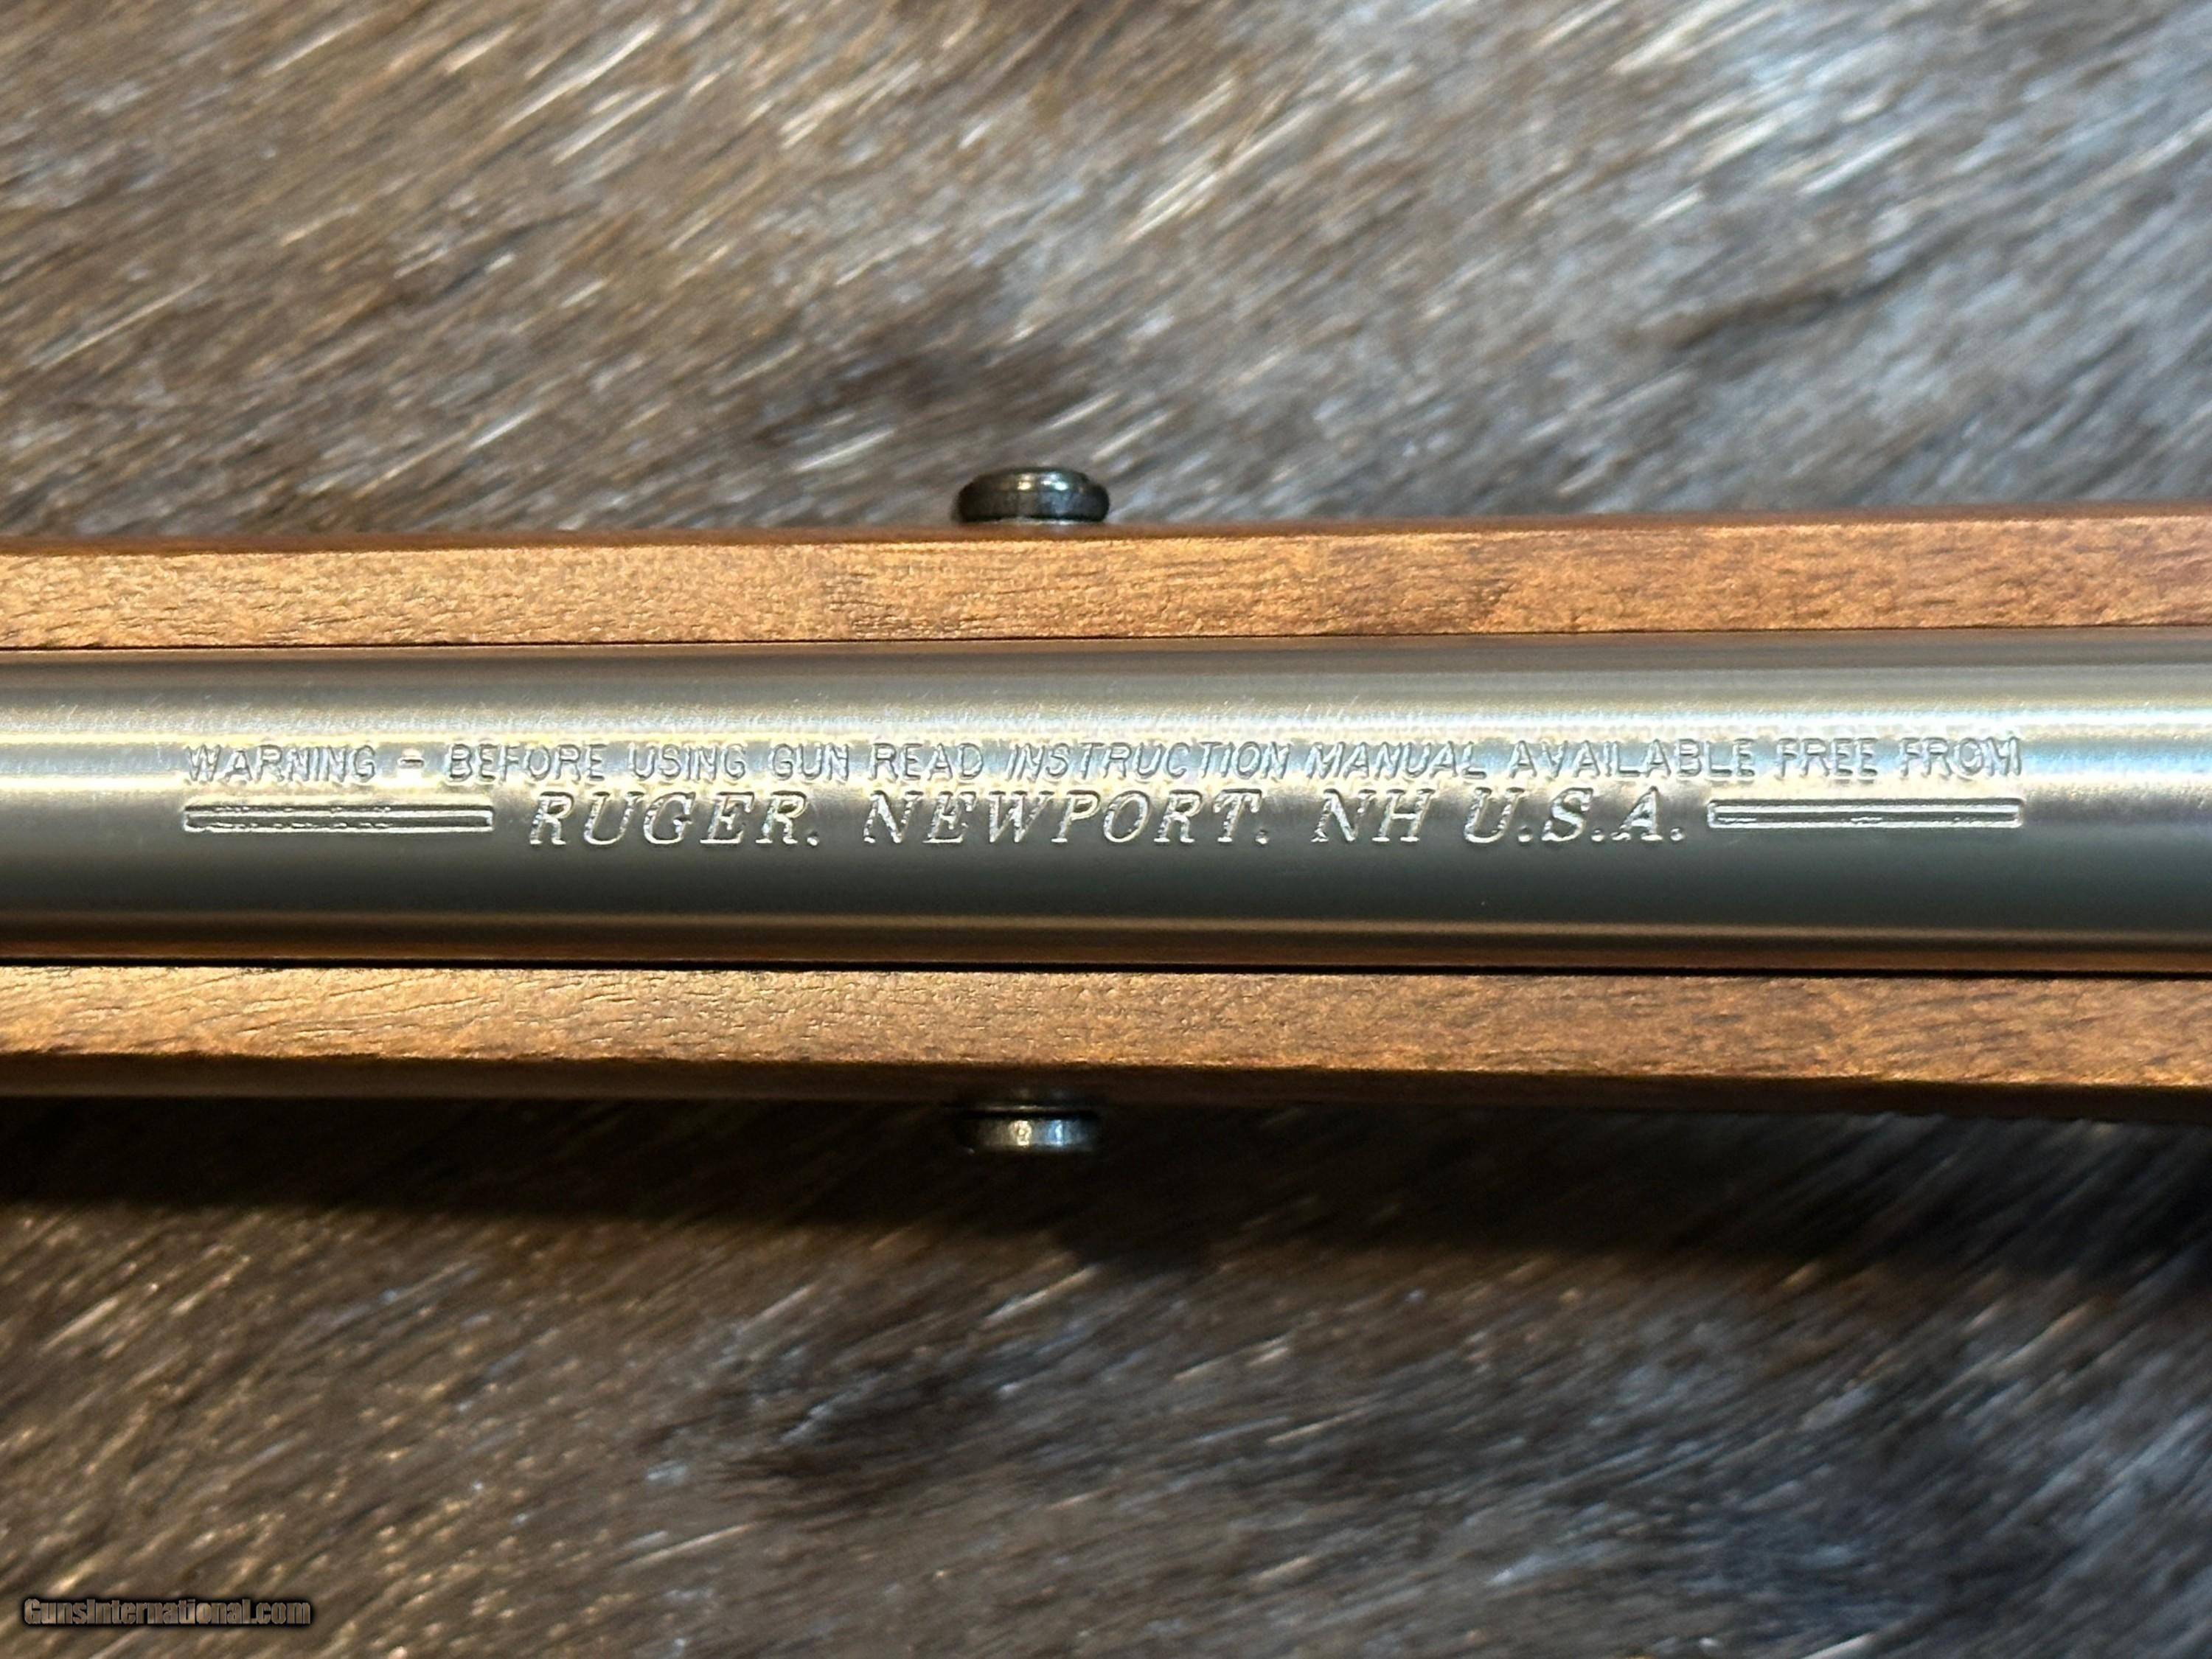 WARNING - BEFORE USING GUN READ INSTRUCTION MANUAL AVAILABLE FREE FROM
RUGER. NEWPORT. NH U.S.A.
GunsInternational.com